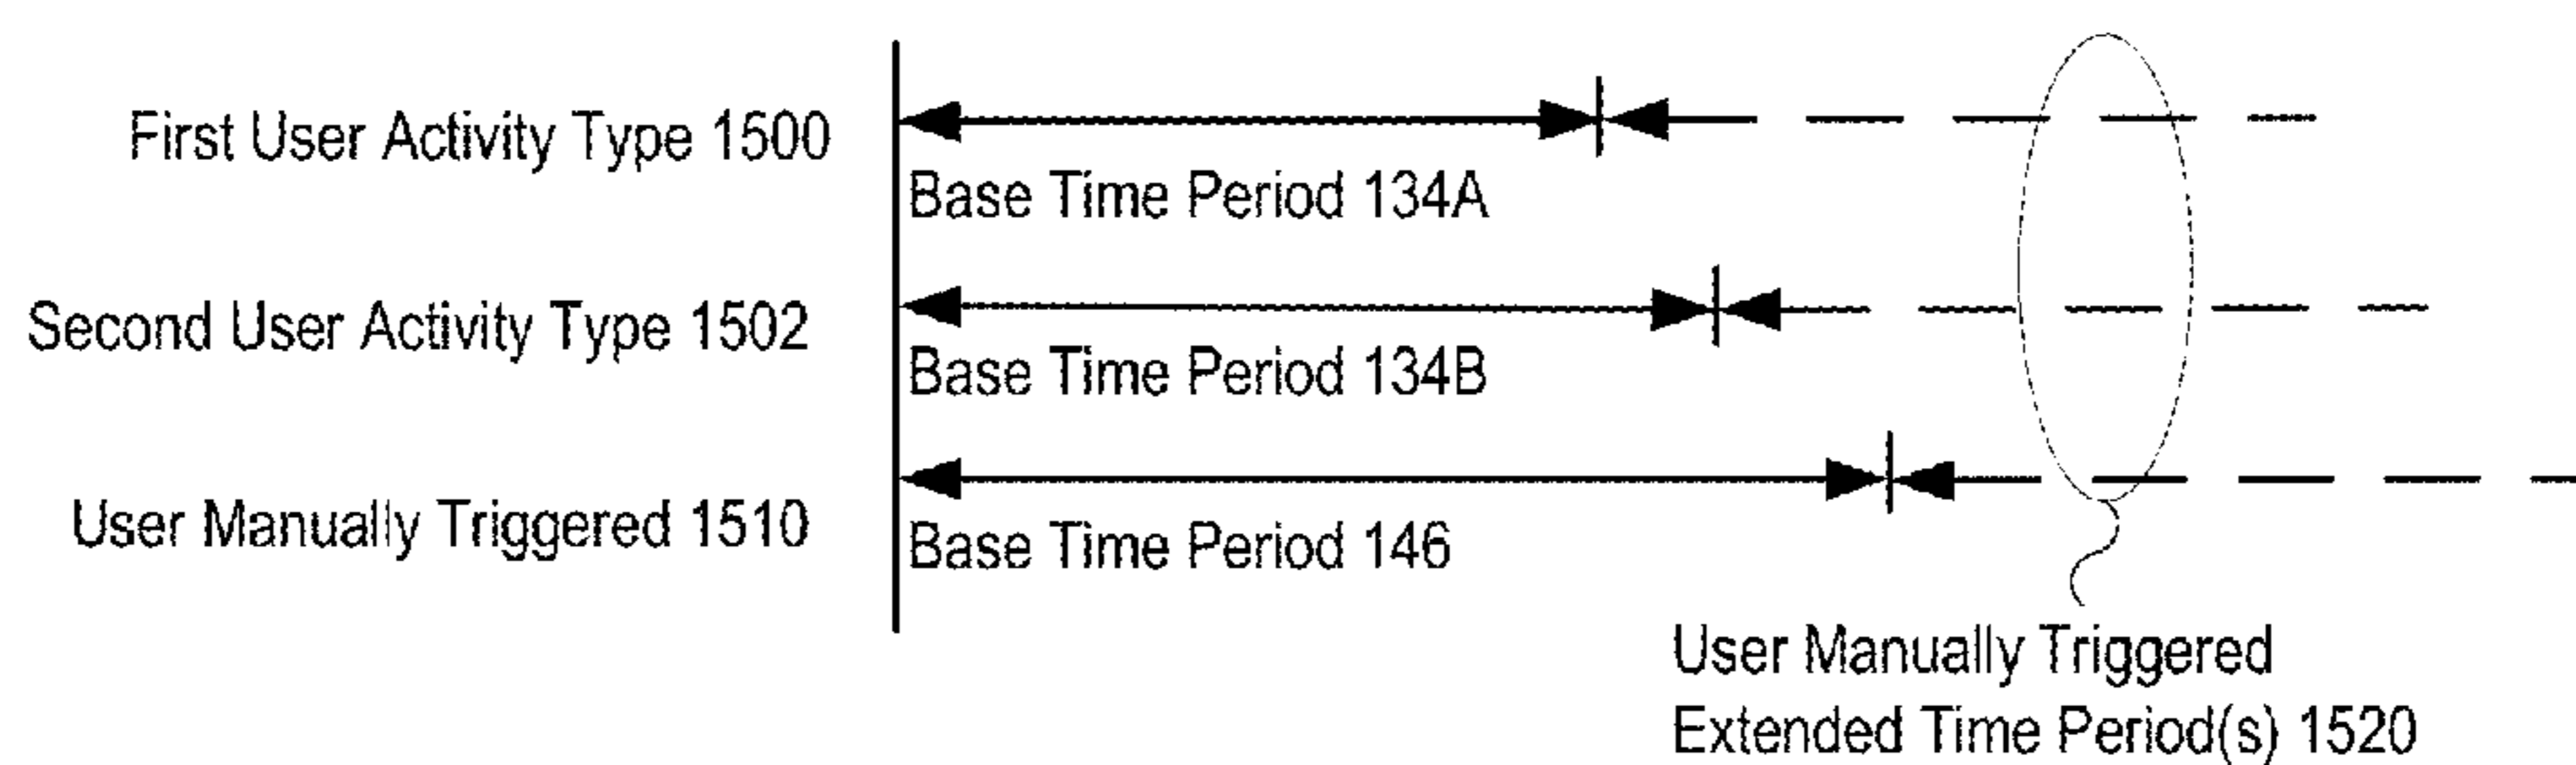 First User Activity Type 1500
Base Time Period 134A
Second User Activity Type 1502
Base Time Period 134B
User Manually Triggered 1510
Base Time Period 146
User Manually Triggered
Extended Time Period(s) 1520